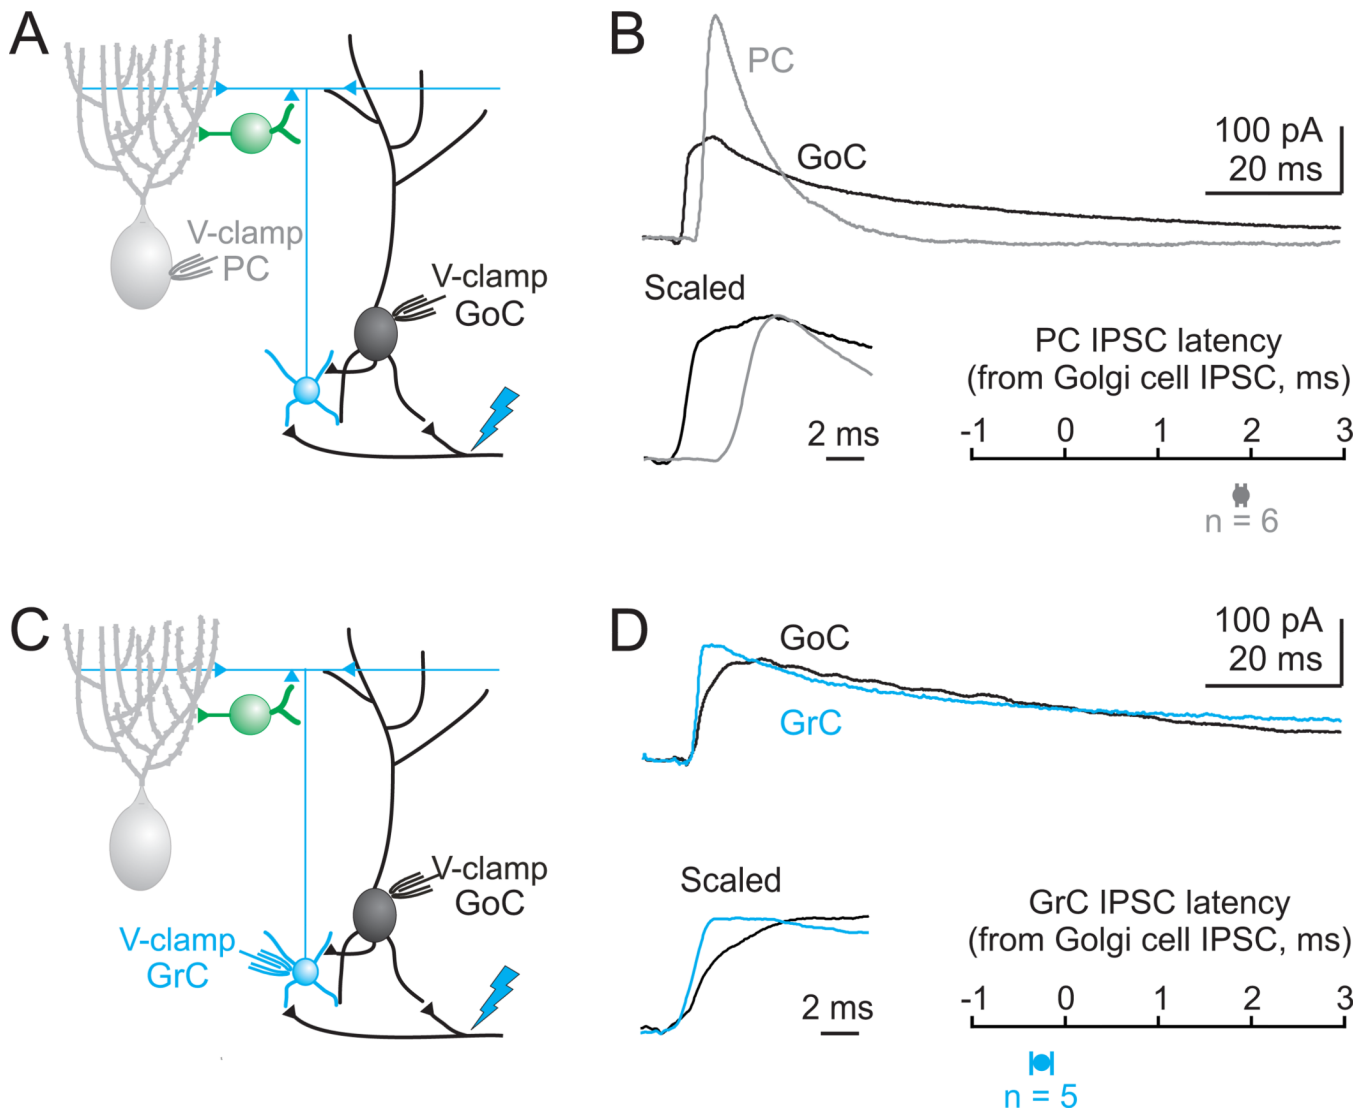 A
V-clamp
PC
V-clamp
GoC
B
PC
GoC
100 pA
20 ms
Scaled
2 ms
PC IPSC latency
(from Golgi cell IPSC, ms)
-1 0 1 2 3
n = 6
C
V-clamp
GoC
V-clamp
GrC
D
GoC
GrC
100 pA
20 ms
Scaled
2 ms
GrC IPSC latency
(from Golgi cell IPSC, ms)
-1 0 1 2 3
n = 5